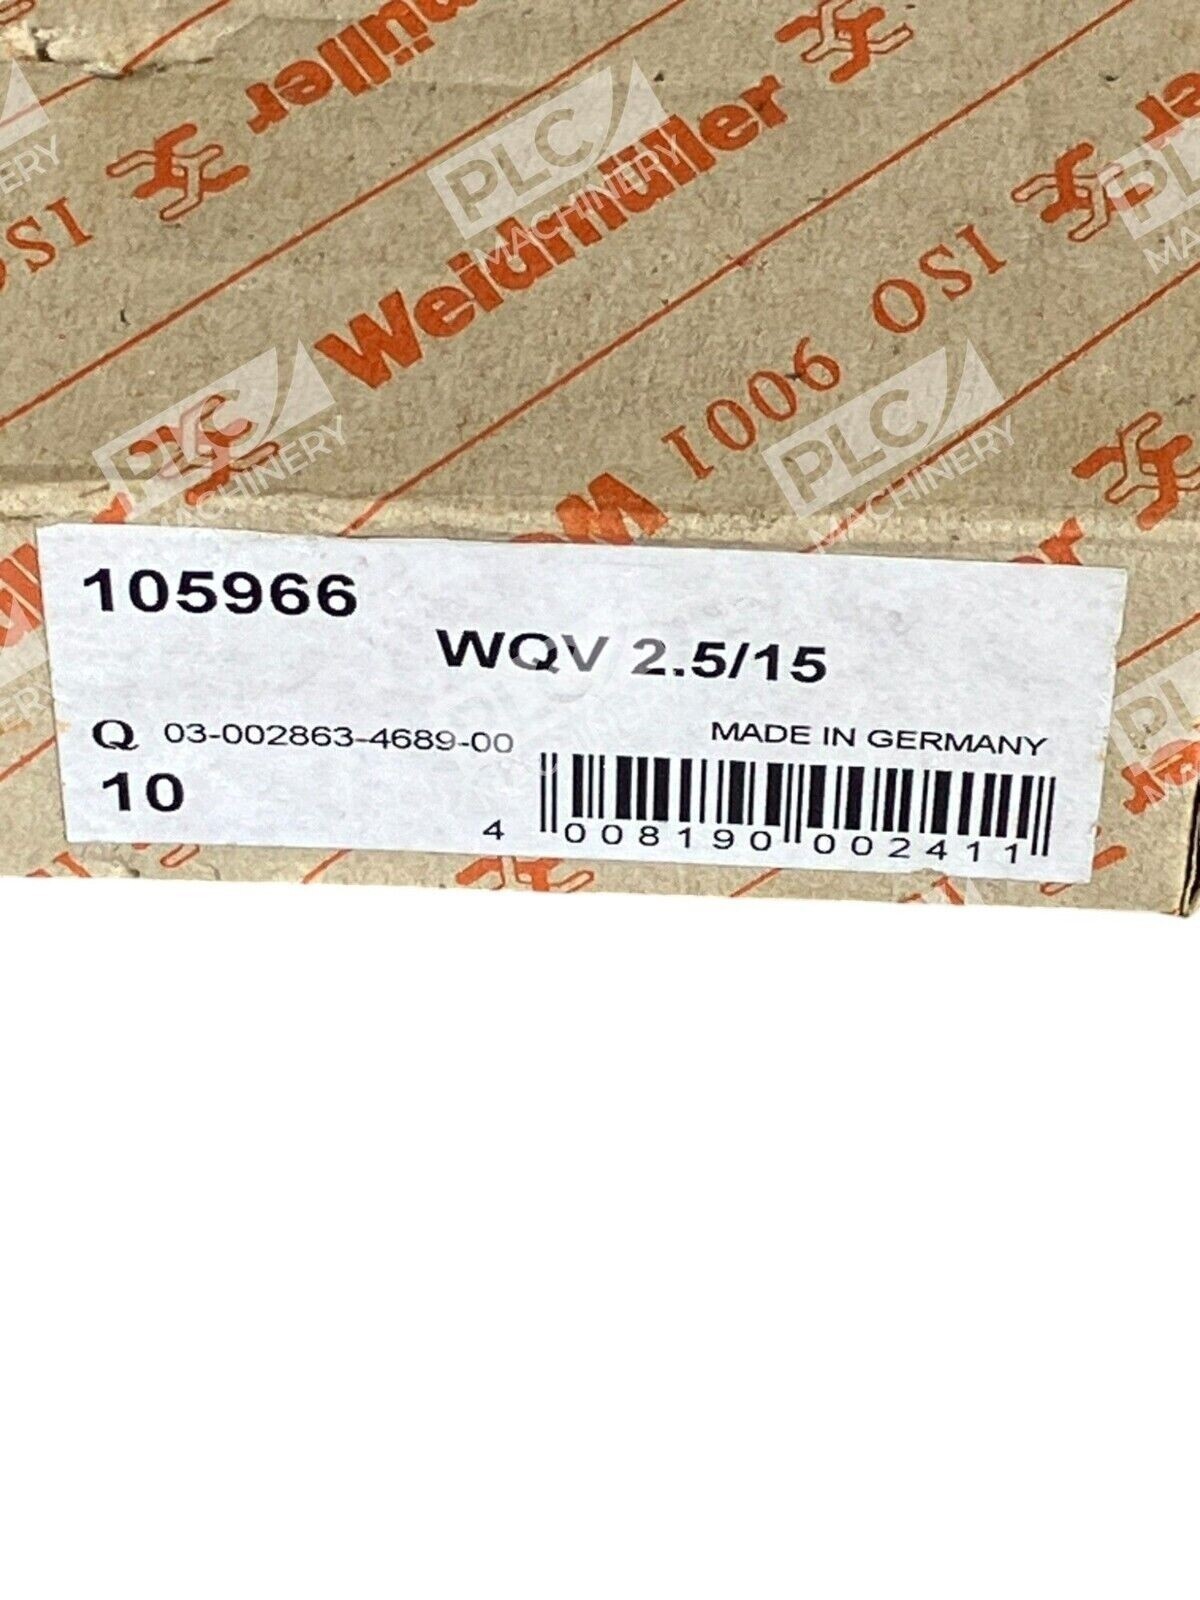 Weidmüller
Weidmüller
ISO 9001
PLC
MACHINERY
PLC
MACHINERY
PLC
MACHINERY
105966
WQV 2.5/15
Q 03-002863-4689-00
MADE IN GERMANY
10
4 008190 002411